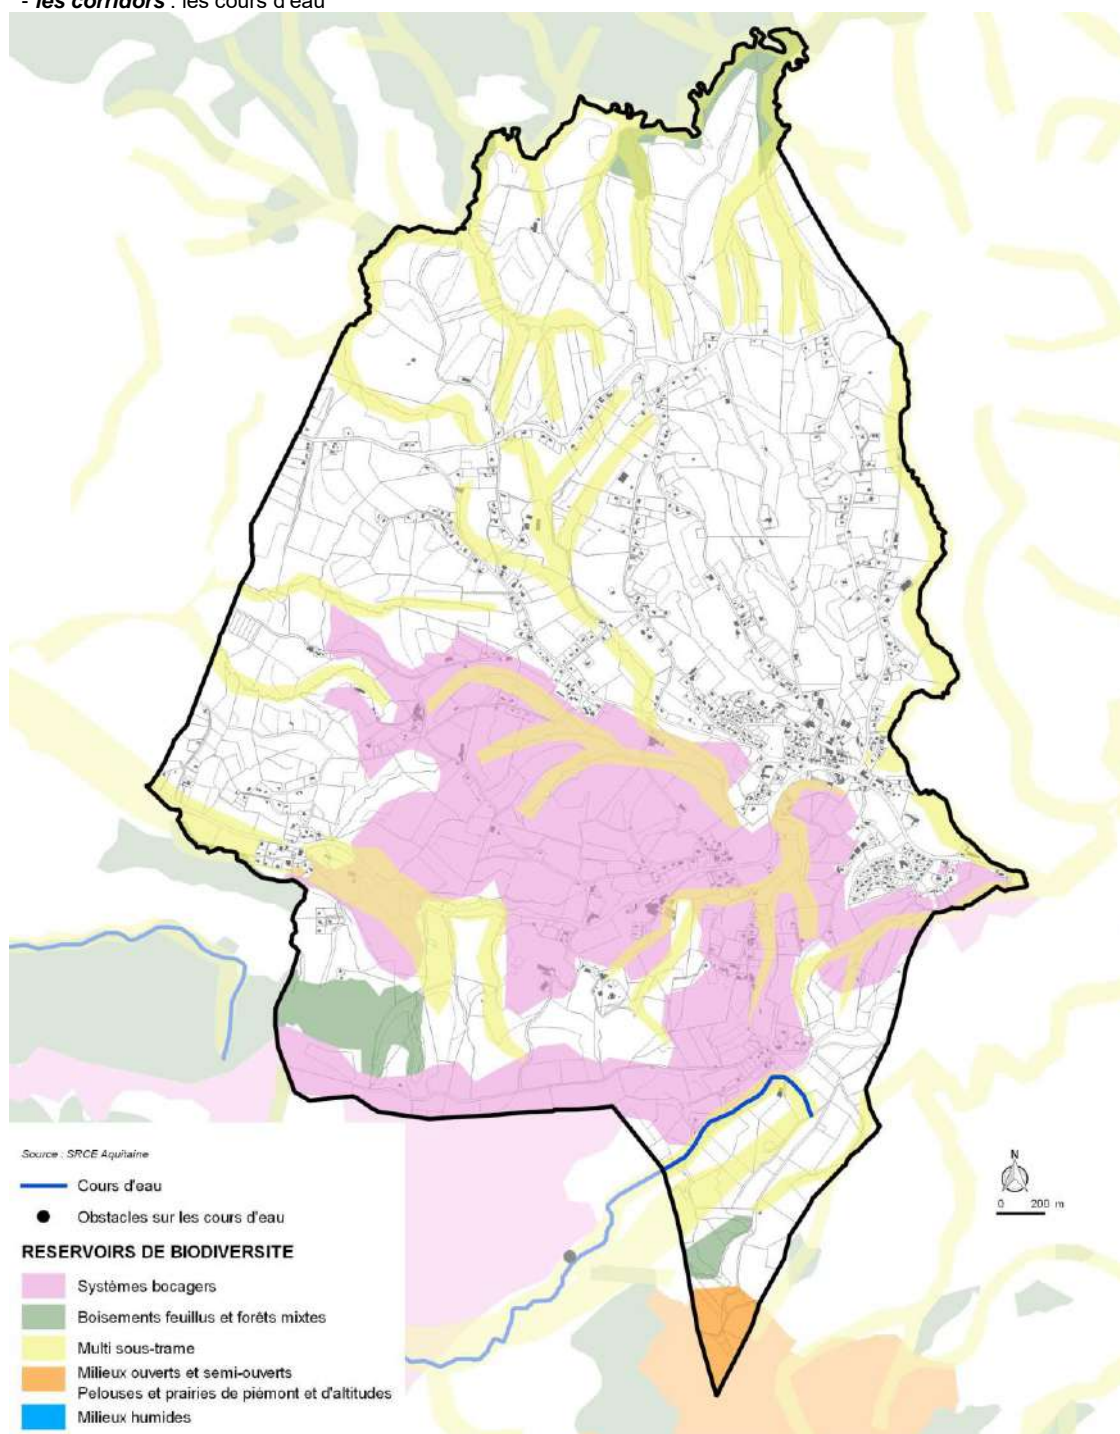 - les corridors : les cours d'eau
Source : SRCE Aquitaine
Cours d'eau
Obstacles sur les cours d'eau
RESERVOIRS DE BIODIVERSITE
Systèmes bocagers
Boisements feuillus et forêts mixtes
Multi sous-trame
Milieux ouverts et semi-ouverts
Pelouses et prairies de piémont et d'altitudes
Milieux humides
N
0 200 m